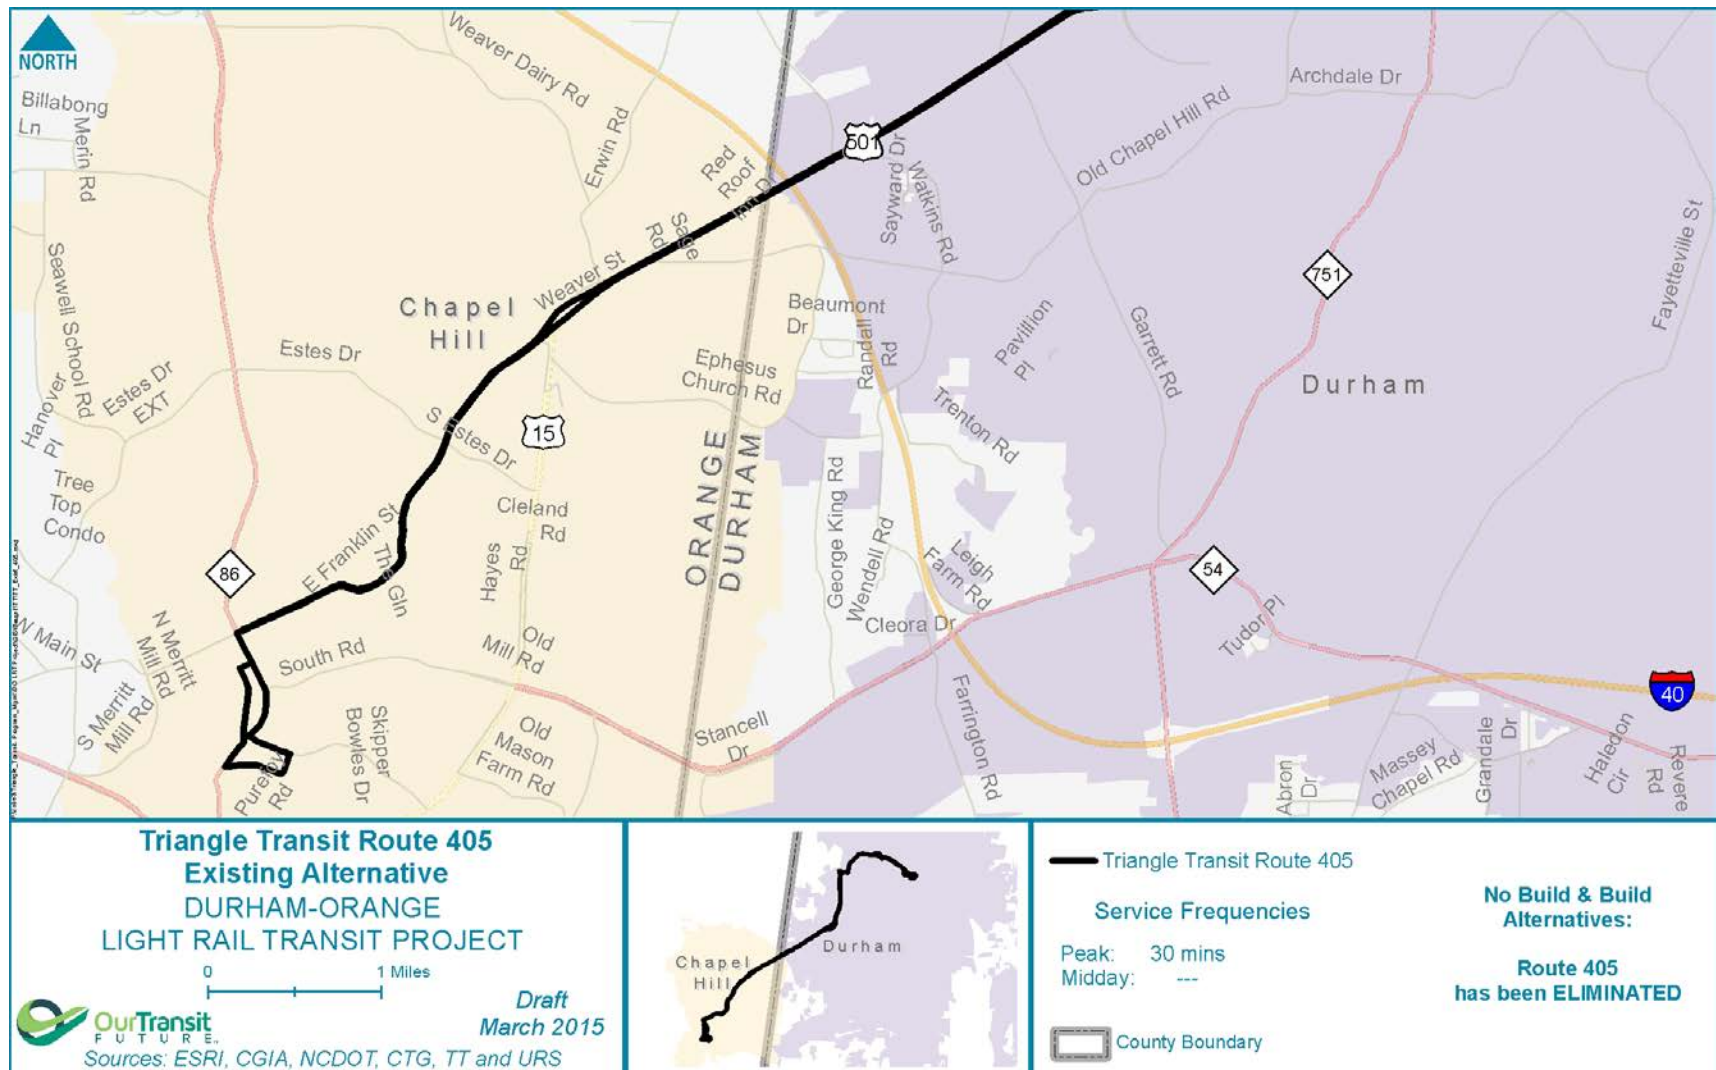 NORTH
Billabong
Ln
Merin Rd
Weaver Dairy Rd
Erwin Rd
Red
Roof
Inn Dr
501
Sayward Dr
Watkins Rd
Old Chapel Hill Rd
Archdale Dr
Fayetteville St
751
Seawell School Rd
Chapel
Hill
Weaver St
Sage
Rd
Beaumont
Dr
Randall
Rd
Pavillion
Pl
Garrett Rd
Durham
Estes Dr
Estes Dr
EXT
Hanover
Pl
S Estes Dr
15
Ephesus
Church Rd
Trenton Rd
ORANGE
DURHAM
Tree
Top
Condo
Cleland
Rd
Hayes
Rd
E Franklin St
The Gln
86
George King Rd
Wendell Rd
Leigh
Farm Rd
Cleora Dr
54
Tudor Pl
W Main St
N Merritt
Mill Rd
S Merritt
Mill Rd
South Rd
Old
Mill Rd
Skipper
Bowles Dr
Purefoy
Rd
Old
Mason
Farm Rd
Stancell
Dr
Farrington Rd
40
Abron
Dr
Massey
Chapel Rd
Grandale
Dr
Haledon
Cir
Revere
Rd
Triangle Transit Route 405
Existing Alternative
DURHAM-ORANGE
LIGHT RAIL TRANSIT PROJECT
0 1 Miles
Draft
March 2015
OurTransit
FUTURE
Sources: ESRI, CGIA, NCDOT, CTG, TT and URS
Chapel
Hill
Durham
Triangle Transit Route 405
Service Frequencies
Peak: 30 mins
Midday: ---
County Boundary
No Build & Build
Alternatives:
Route 405
has been ELIMINATED